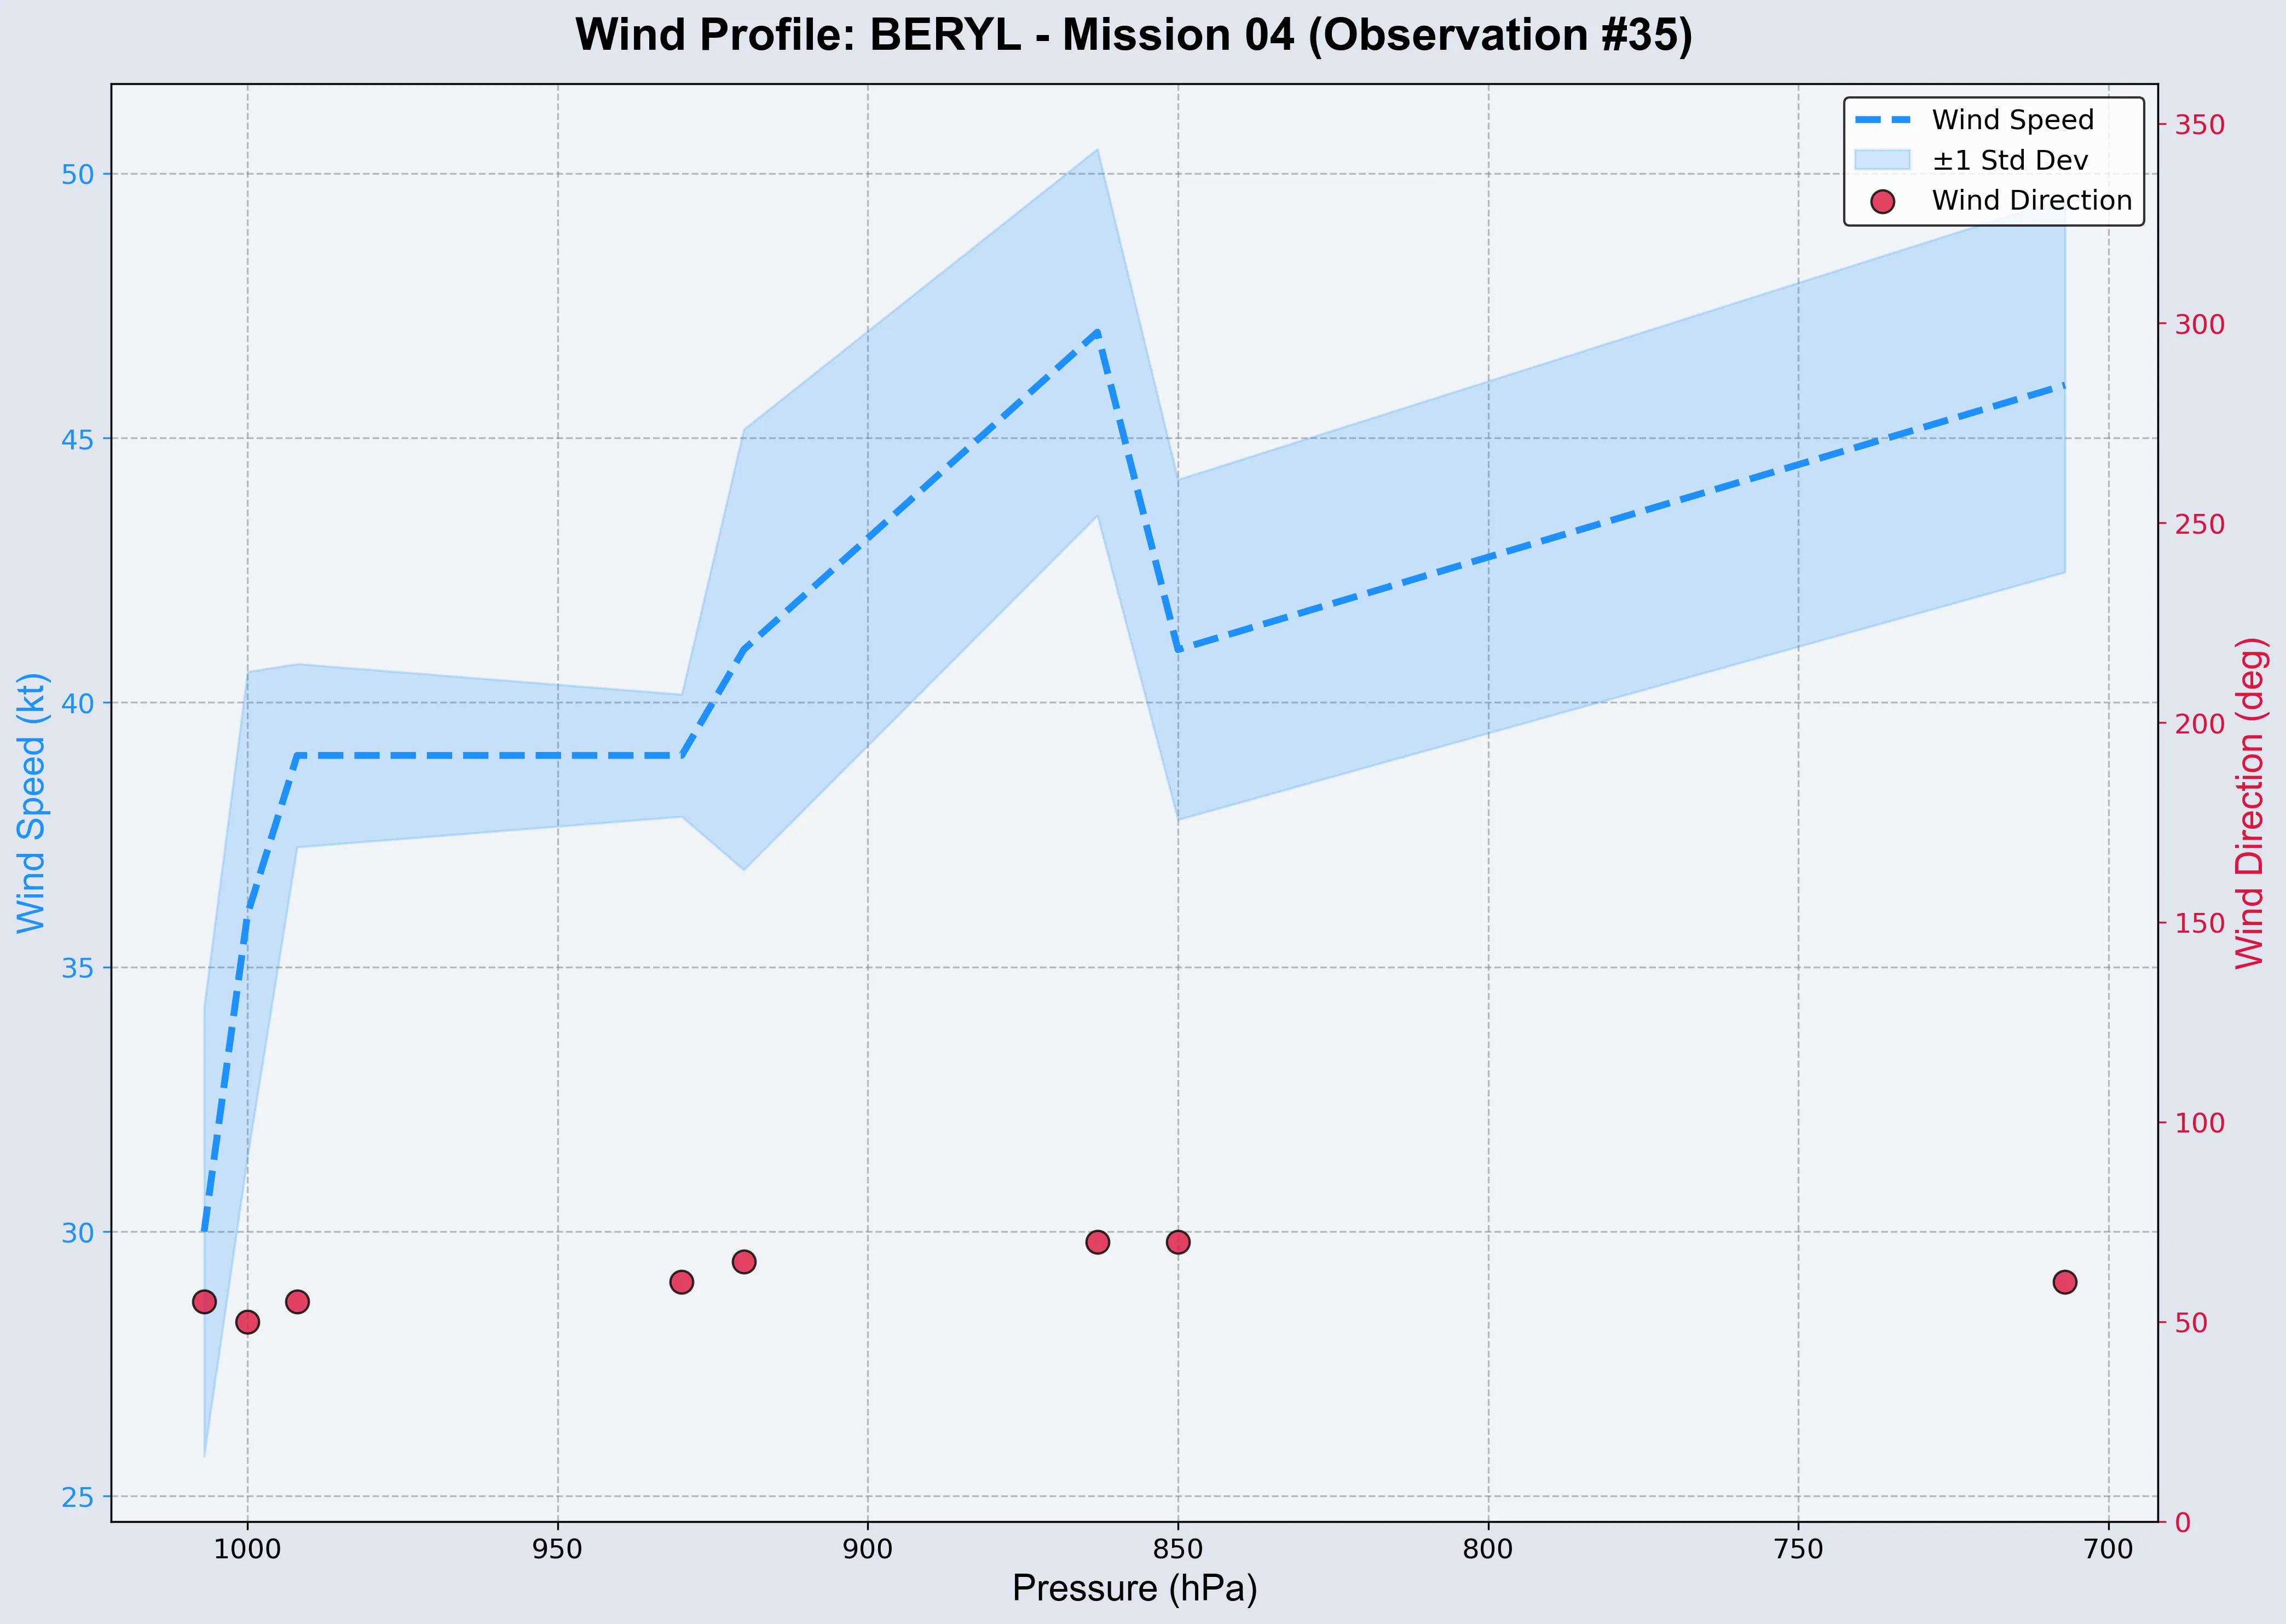 Wind Profile: BERYL - Mission 04 (Observation #35)
Wind Speed
±1 Std Dev
Wind Direction
Wind Speed (kt)
50
45
40
35
30
25
350
300
250
200
150
100
50
0
Wind Direction (deg)
1000 950 900 850 800 750 700
Pressure (hPa)